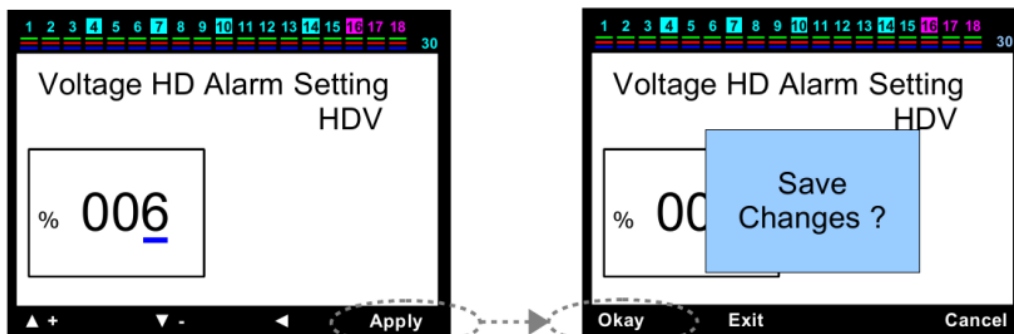 1 2 3 4 5 6 7 8 9 10 11 12 13 14 15 16 17 18
30
Voltage HD Alarm Setting
HDV
% 006
▲ + ▼ - ◄ Apply
1 2 3 4 5 6 7 8 9 10 11 12 13 14 15 16 17 18
30
Voltage HD Alarm Setting
HDV
% 00
Save
Changes ?
Okay Exit Cancel